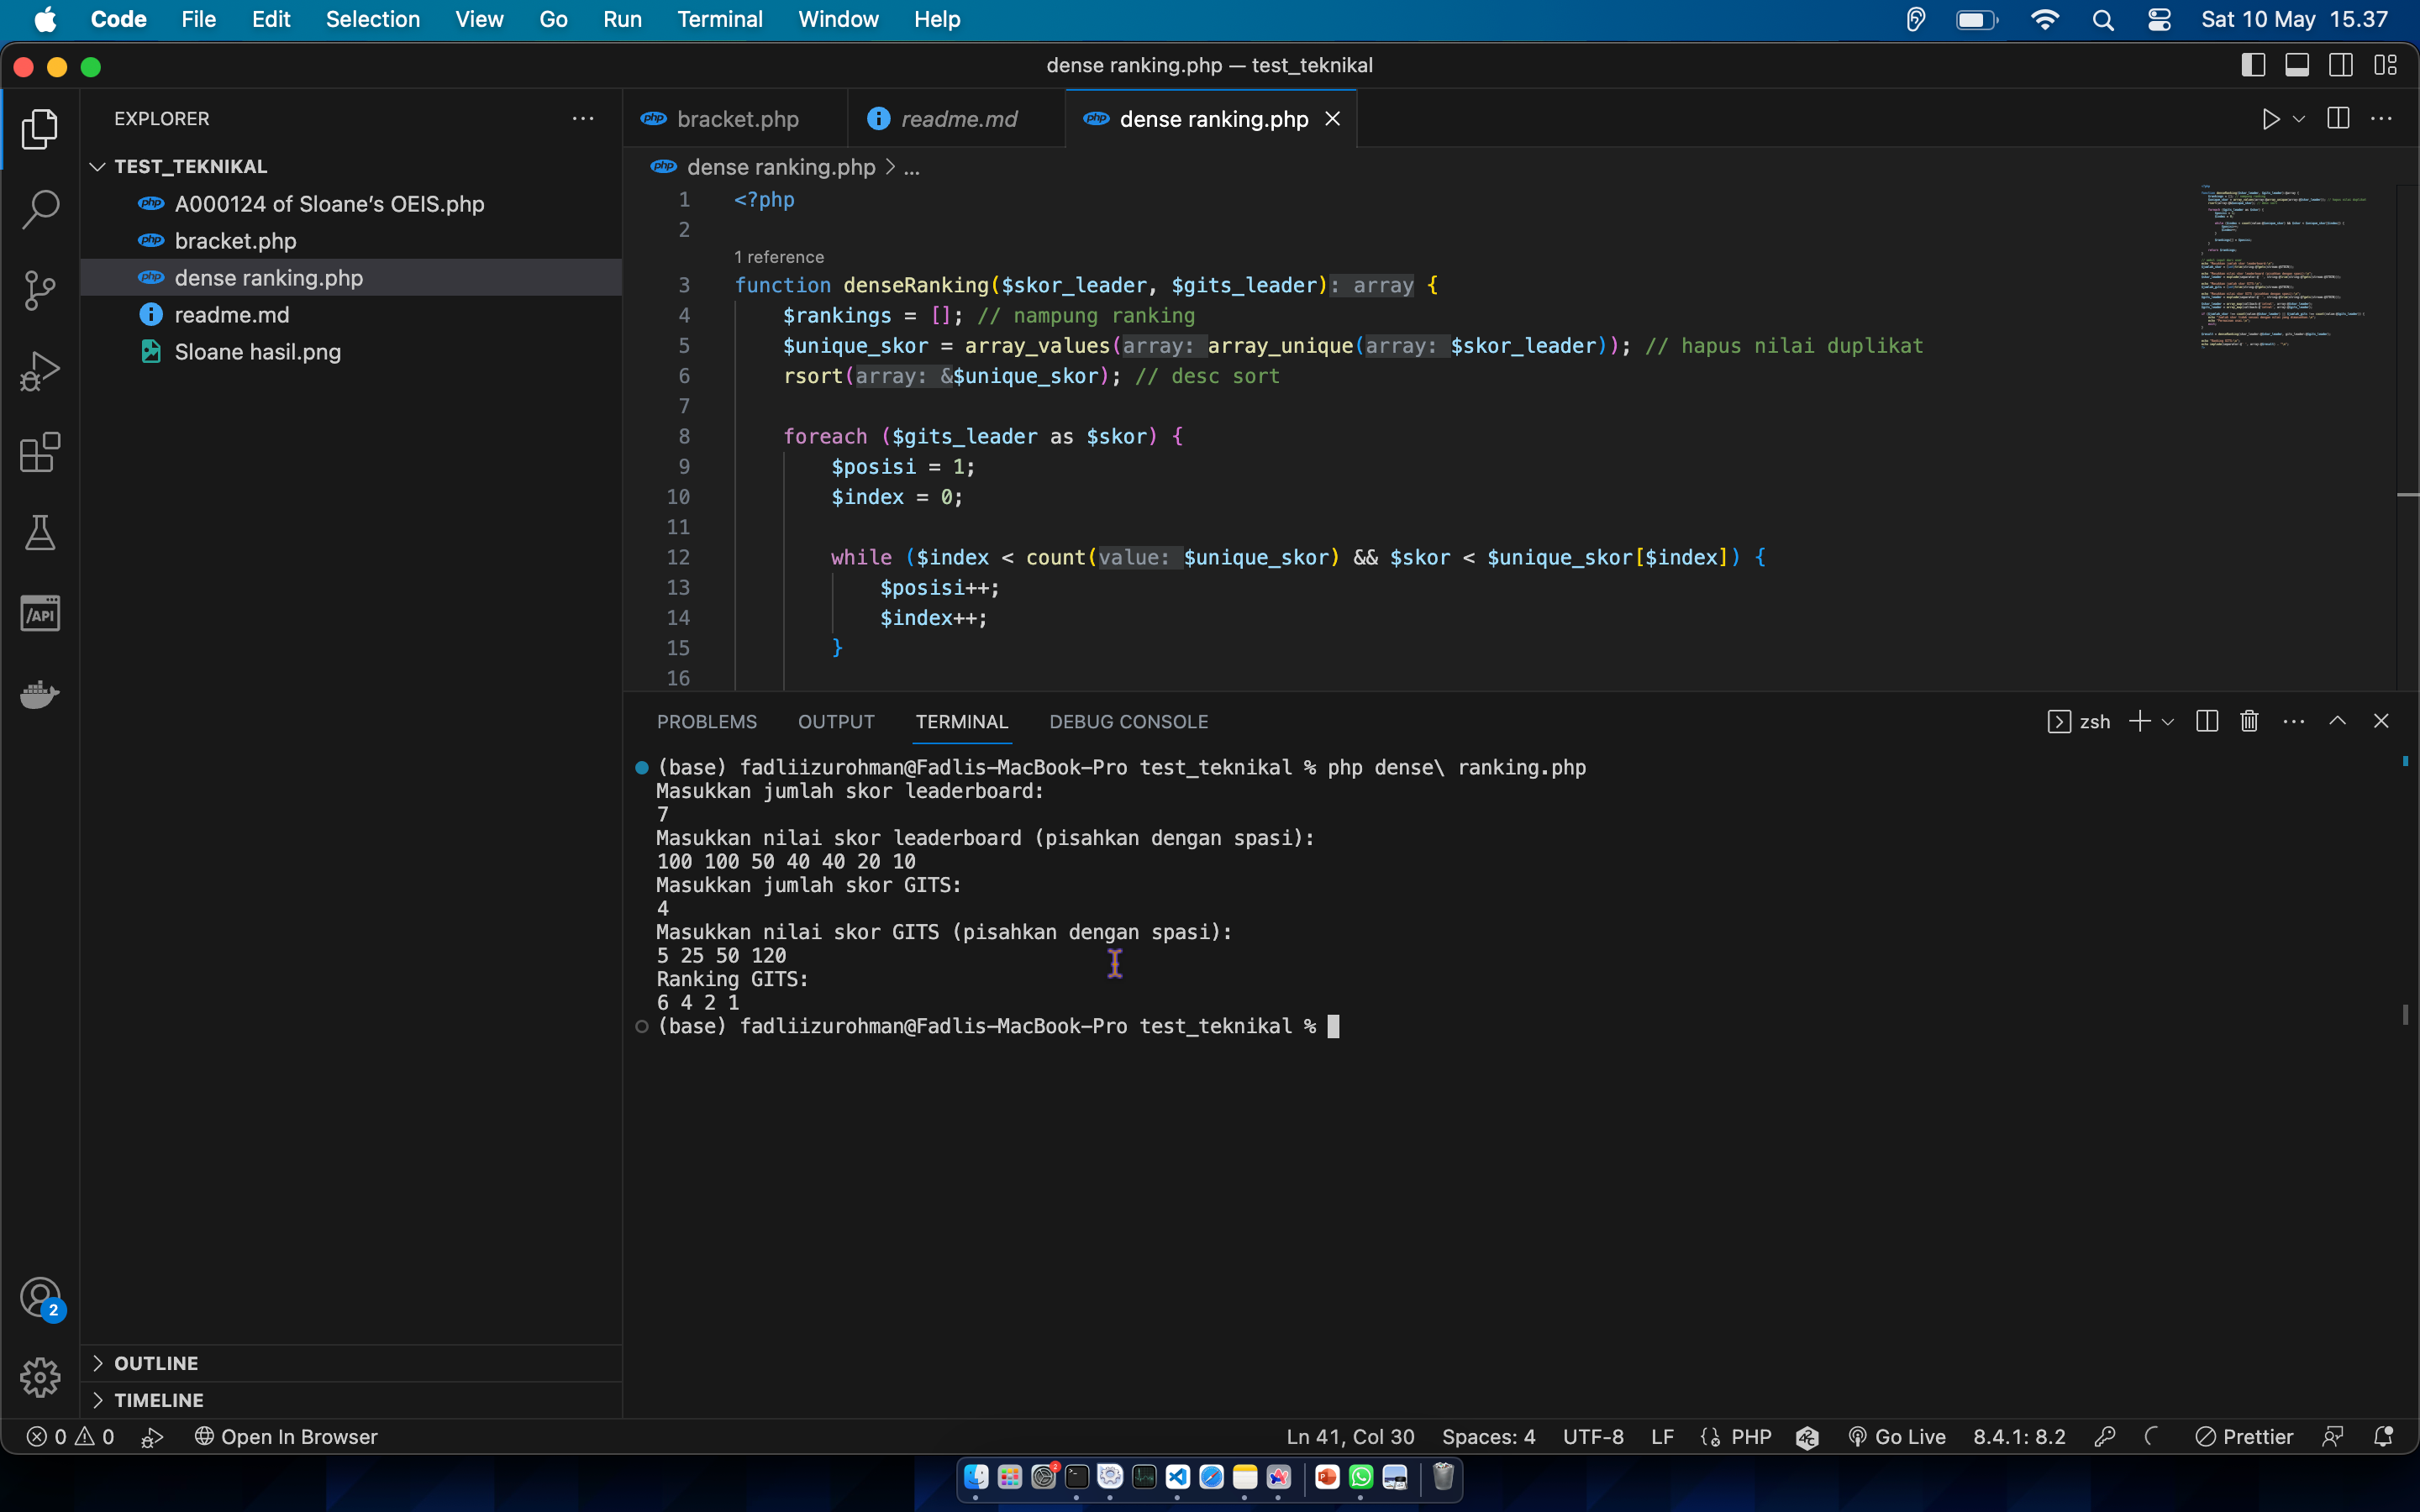 Code File Edit Selection View Go Run Terminal Window Help Sat 10 May 15.37
dense ranking.php — test_teknikal
EXPLORER
TEST_TEKNIKAL
A000124 of Sloane’s OEIS.php
bracket.php
dense ranking.php
readme.md
Sloane hasil.png
OUTLINE
TIMELINE
/API
2
php bracket.php readme.md php dense ranking.php
php dense ranking.php > ...
1 <?php
2
1 reference
3 function denseRanking($skor_leader, $gits_leader): array {
4 $rankings = []; // nampung ranking
5 $unique_skor = array_values(array: array_unique(array: $skor_leader)); // hapus nilai duplikat
6 rsort(array: &$unique_skor); // desc sort
7
8 foreach ($gits_leader as $skor) {
9 $posisi = 1;
10 $index = 0;
11
12 while ($index < count(value: $unique_skor) && $skor < $unique_skor[$index]) {
13 $posisi++;
14 $index++;
15 }
16
PROBLEMS OUTPUT TERMINAL DEBUG CONSOLE zsh
(base) fadliizurohman@Fadlis-MacBook-Pro test_teknikal % php dense\ ranking.php
Masukkan jumlah skor leaderboard:
7
Masukkan nilai skor leaderboard (pisahkan dengan spasi):
100 100 50 40 40 20 10
Masukkan jumlah skor GITS:
4
Masukkan nilai skor GITS (pisahkan dengan spasi):
5 25 50 120
Ranking GITS:
6 4 2 1
(base) fadliizurohman@Fadlis-MacBook-Pro test_teknikal %
0 0 Open In Browser Ln 41, Col 30 Spaces: 4 UTF-8 LF PHP Go Live 8.4.1: 8.2 Prettier